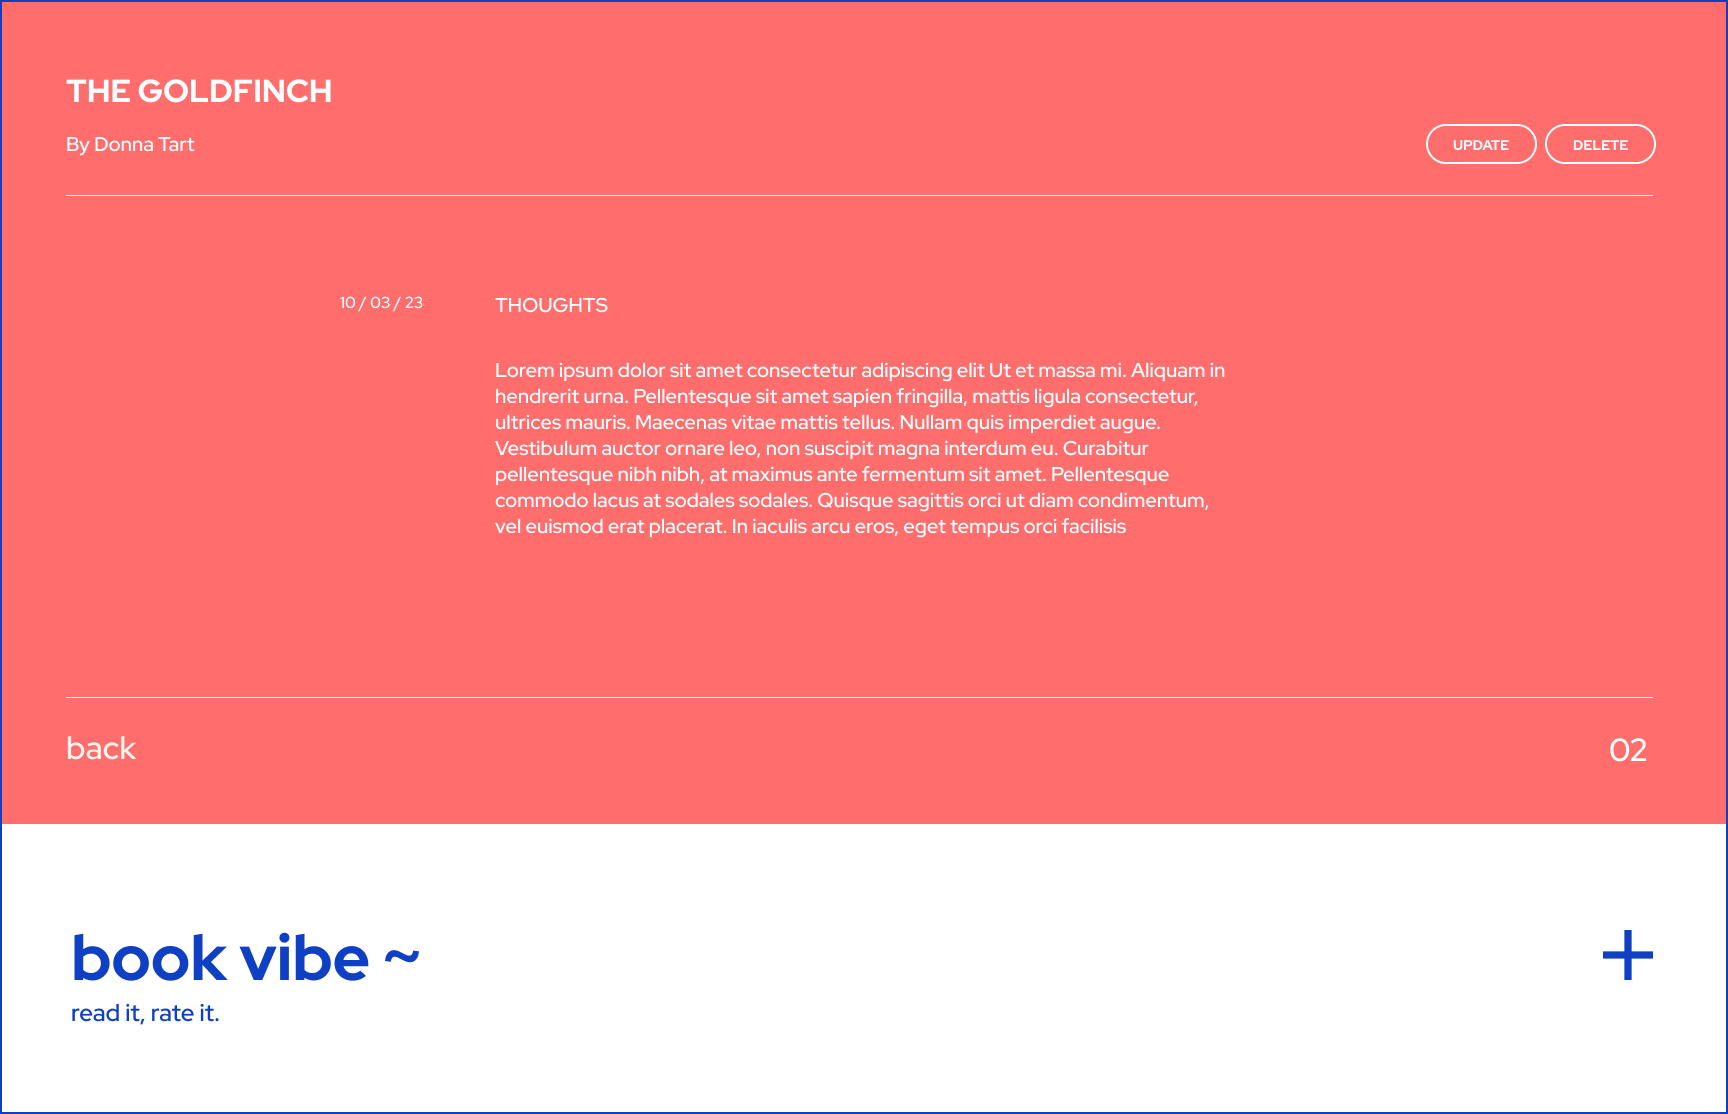 THE GOLDFINCH
By Donna Tart
UPDATE
DELETE
10 / 03 / 23
THOUGHTS
Lorem ipsum dolor sit amet consectetur adipiscing elit Ut et massa mi. Aliquam in
hendrerit urna. Pellentesque sit amet sapien fringilla, mattis ligula consectetur,
ultrices mauris. Maecenas vitae mattis tellus. Nullam quis imperdiet augue.
Vestibulum auctor ornare leo, non suscipit magna interdum eu. Curabitur
pellentesque nibh nibh, at maximus ante fermentum sit amet. Pellentesque
commodo lacus at sodales sodales. Quisque sagittis orci ut diam condimentum,
vel euismod erat placerat. In iaculis arcu eros, eget tempus orci facilisis
back
02
book vibe ~
read it, rate it.